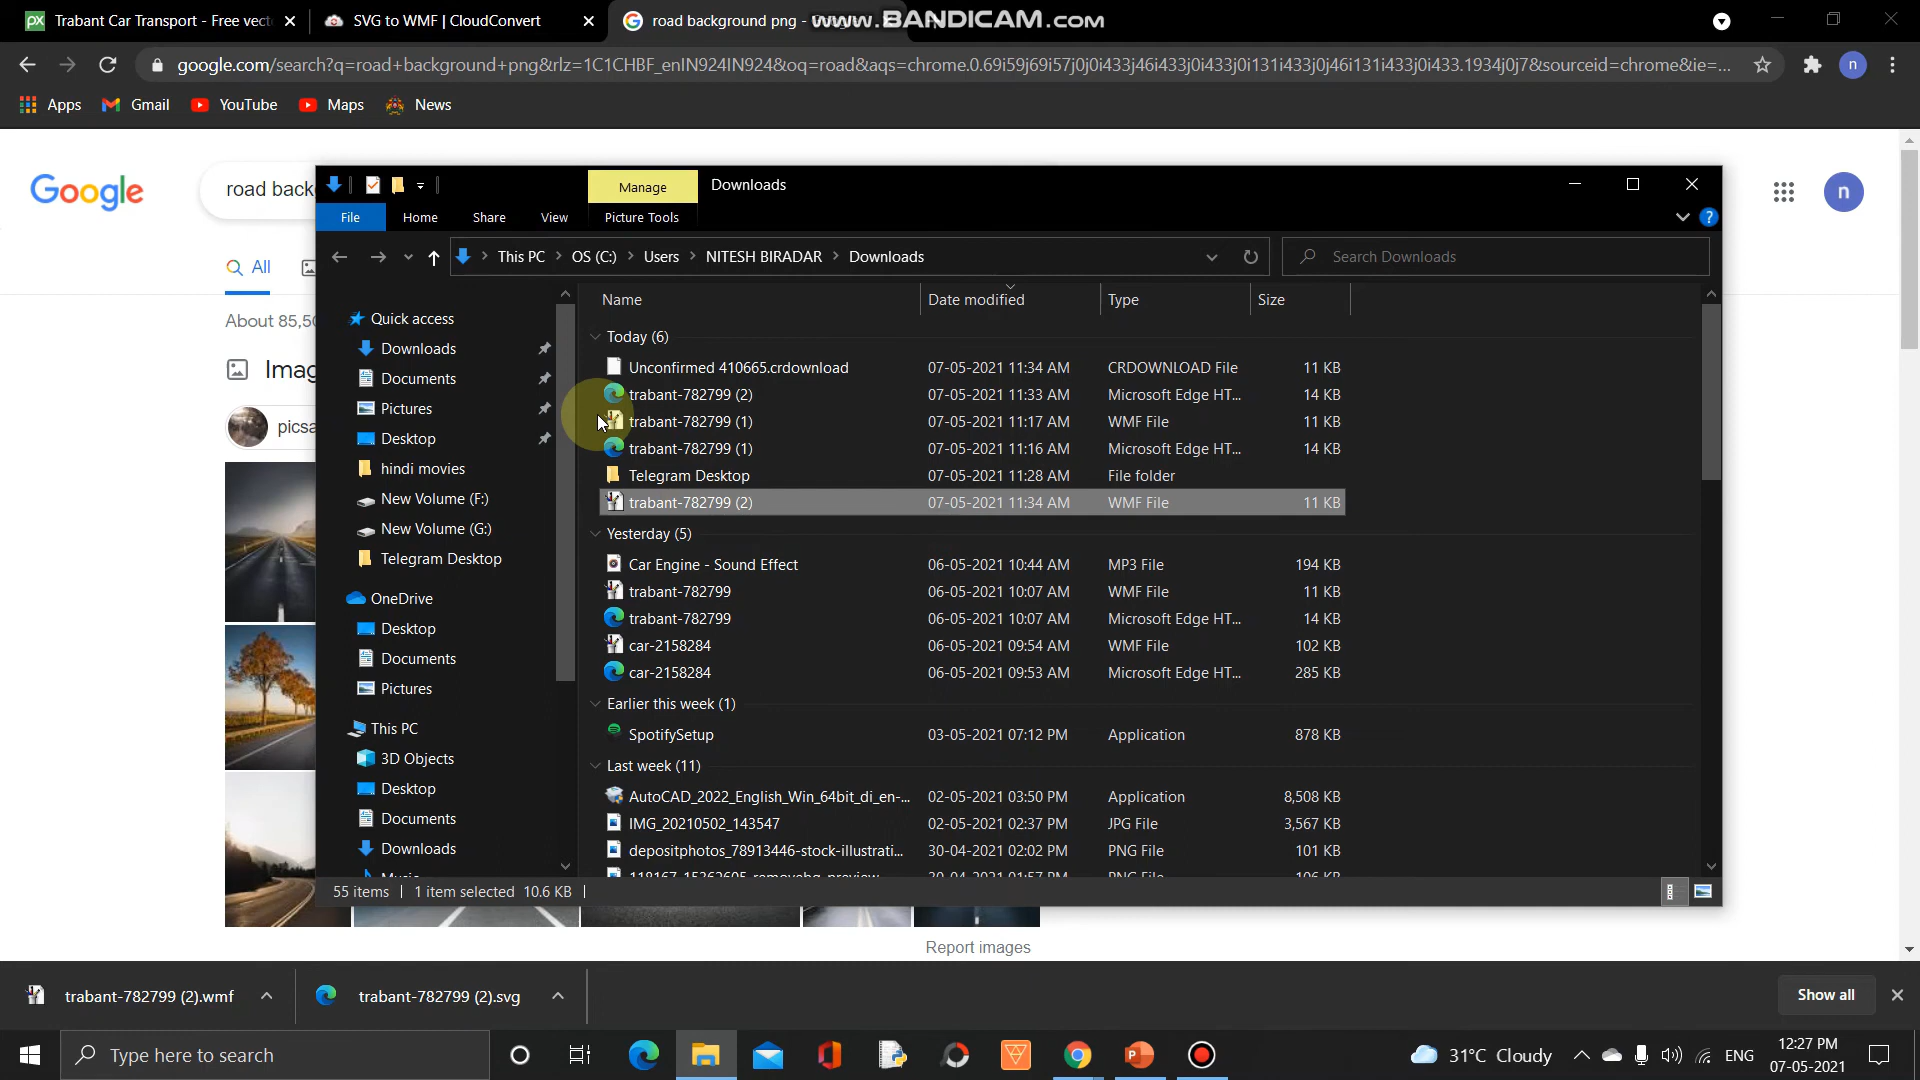 Trabant Car Transport - Free vect
SVG to WMF | CloudConvert
road background png -
www.BANDICAM.com
google.com/search?q=road+background+png&rlz=1C1CHBF_enIN924IN924&oq=road&aqs=chrome.0.69i59j69i57j0j0i433j46i433j0i433j0i131i433j0j46i131i433j0i433.1934j0j7&sourceid=chrome&ie=...
n
Apps
Gmail
YouTube
Maps
News
Google
road back
n
All
About 85,50
Imag
picsa
Manage
Downloads
File
Home
Share
View
Picture Tools
This PC
OS (C:)
Users
NITESH BIRADAR
Downloads
Search Downloads
Name
Date modified
Type
Size
Quick access
Downloads
Documents
Pictures
Desktop
hindi movies
New Volume (F:)
New Volume (G:)
Telegram Desktop
OneDrive
Desktop
Documents
Pictures
This PC
3D Objects
Desktop
Documents
Downloads
Today (6)
Unconfirmed 410665.crdownload 07-05-2021 11:34 AM CRDOWNLOAD File 11 KB
trabant-782799 (2) 07-05-2021 11:33 AM Microsoft Edge HT... 14 KB
trabant-782799 (1) 07-05-2021 11:17 AM WMF File 11 KB
trabant-782799 (1) 07-05-2021 11:16 AM Microsoft Edge HT... 14 KB
Telegram Desktop 07-05-2021 11:28 AM File folder
trabant-782799 (2) 07-05-2021 11:34 AM WMF File 11 KB
Yesterday (5)
Car Engine - Sound Effect 06-05-2021 10:44 AM MP3 File 194 KB
trabant-782799 06-05-2021 10:07 AM WMF File 11 KB
trabant-782799 06-05-2021 10:07 AM Microsoft Edge HT... 14 KB
car-2158284 06-05-2021 09:54 AM WMF File 102 KB
car-2158284 06-05-2021 09:53 AM Microsoft Edge HT... 285 KB
Earlier this week (1)
SpotifySetup 03-05-2021 07:12 PM Application 878 KB
Last week (11)
AutoCAD_2022_English_Win_64bit_di_en-... 02-05-2021 03:50 PM Application 8,508 KB
IMG_20210502_143547 02-05-2021 02:37 PM JPG File 3,567 KB
depositphotos_78913446-stock-illustrati... 30-04-2021 02:02 PM PNG File 101 KB
55 items
1 item selected 10.6 KB
Report images
trabant-782799 (2).wmf
trabant-782799 (2).svg
Show all
Type here to search
31°C Cloudy
ENG
12:27 PM
07-05-2021